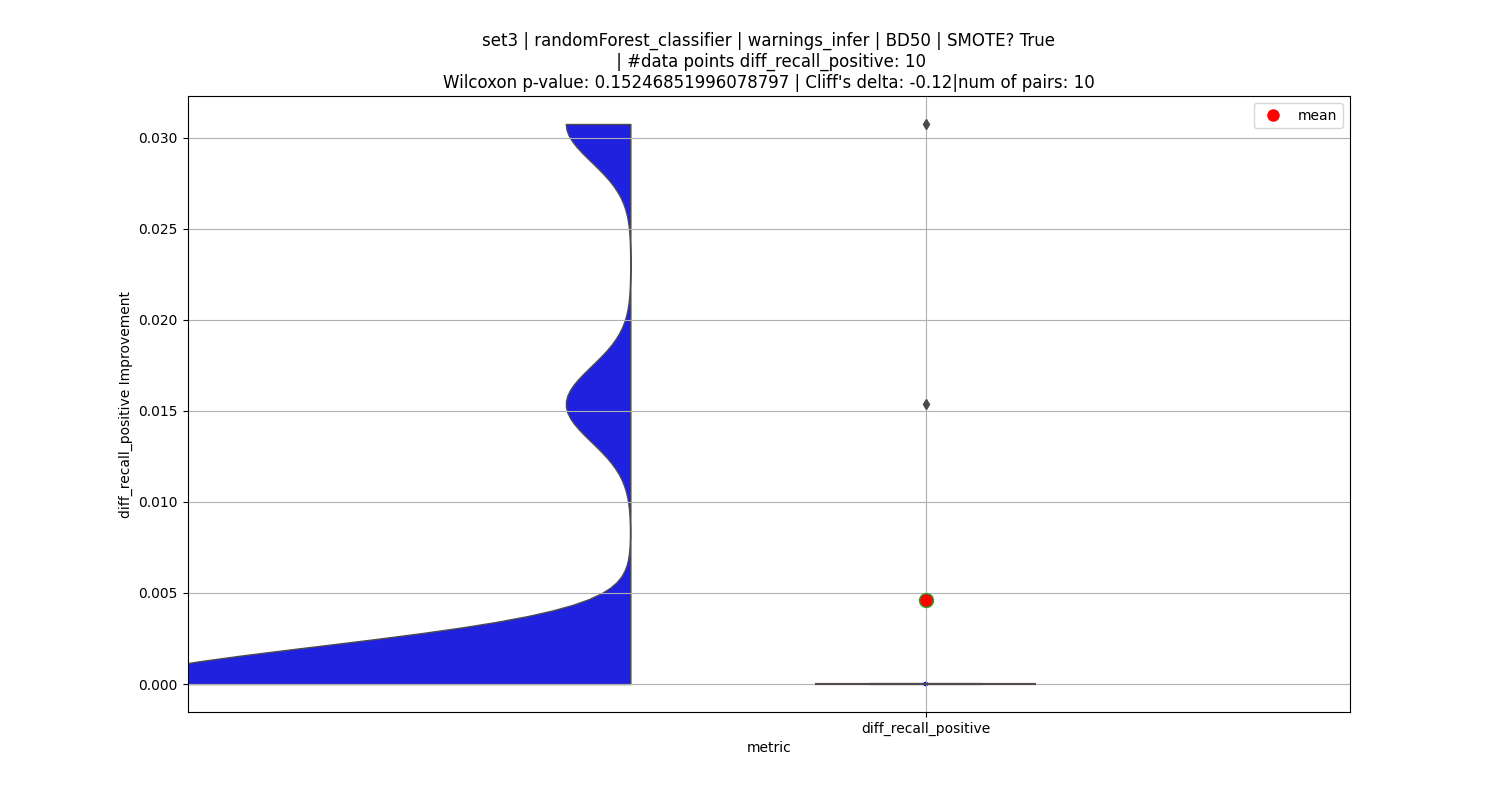 set3 | randomForest_classifier | warnings_infer | BD50 | SMOTE? True
| #data points diff_recall_positive: 10
Wilcoxon p-value: 0.15246851996078797 | Cliff's delta: -0.12|num of pairs: 10
mean
0.030
0.025
0.020
0.015
0.010
0.005
0.000
diff_recall_positive Improvement
diff_recall_positive
metric